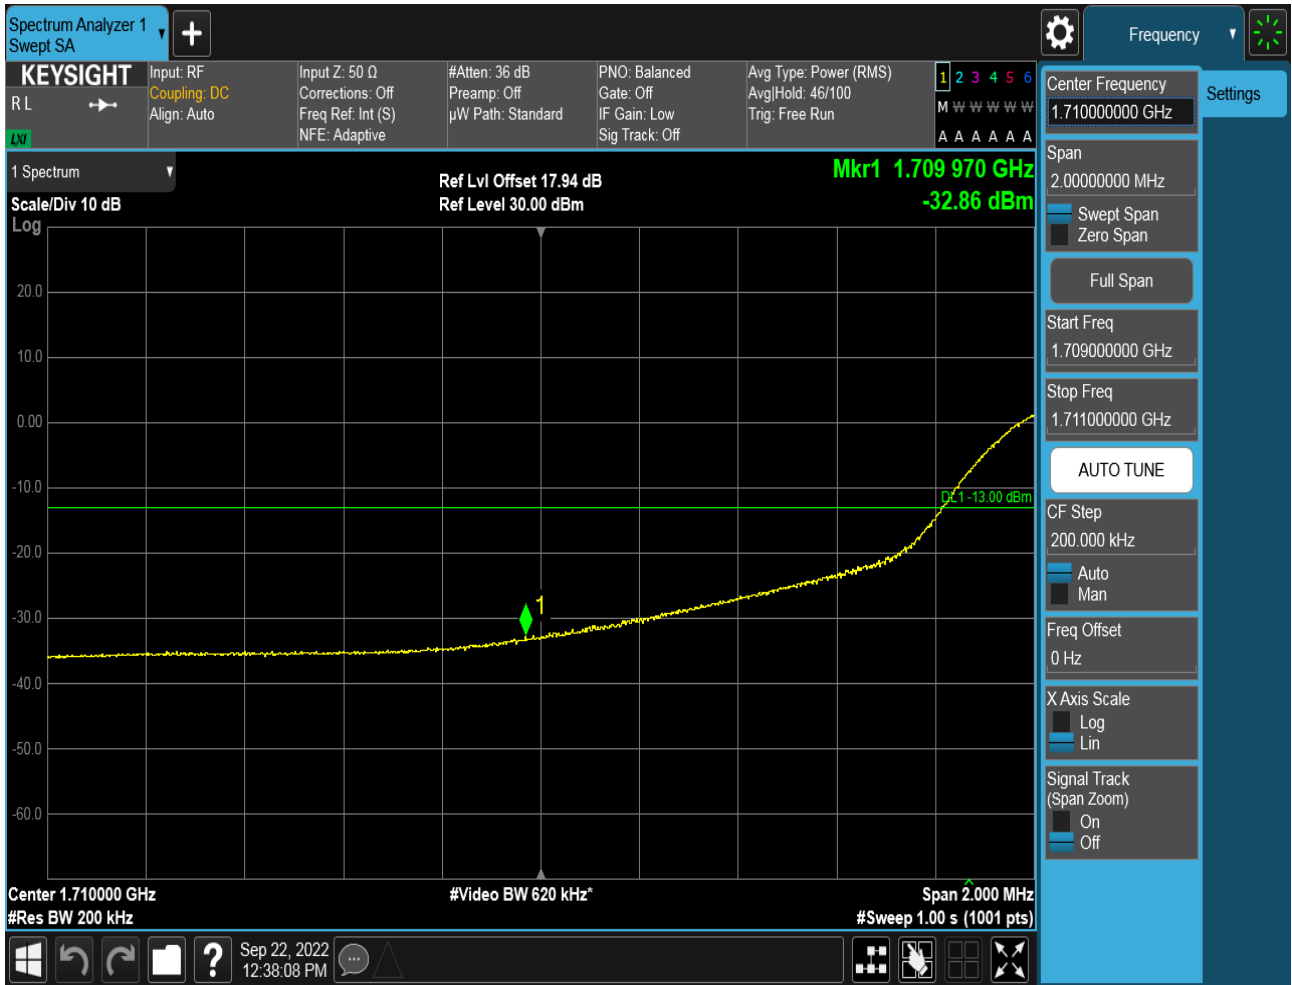 Spectrum Analyzer 1
Swept SA
Frequency
KEYSIGHT
R L
LXI
Input: RF
Coupling: DC
Align: Auto
Input Z: 50 Ω
Corrections: Off
Freq Ref: Int (S)
NFE: Adaptive
#Atten: 36 dB
Preamp: Off
µW Path: Standard
PNO: Balanced
Gate: Off
IF Gain: Low
Sig Track: Off
Avg Type: Power (RMS)
Avg|Hold: 46/100
Trig: Free Run
1 2 3 4 5 6
M W W W W W
A A A A A A
1 Spectrum
Scale/Div 10 dB
Log
Ref Lvl Offset 17.94 dB
Ref Level 30.00 dBm
Mkr1 1.709 970 GHz
-32.86 dBm
20.0
10.0
0.00
-10.0
-20.0
-30.0
-40.0
-50.0
-60.0
DL1 -13.00 dBm
1
Center 1.710000 GHz
#Res BW 200 kHz
#Video BW 620 kHz*
Span 2.000 MHz
#Sweep 1.00 s (1001 pts)
Sep 22, 2022
12:38:08 PM
Center Frequency
1.710000000 GHz
Settings
Span
2.00000000 MHz
Swept Span
Zero Span
Full Span
Start Freq
1.709000000 GHz
Stop Freq
1.711000000 GHz
AUTO TUNE
CF Step
200.000 kHz
Auto
Man
Freq Offset
0 Hz
X Axis Scale
Log
Lin
Signal Track
(Span Zoom)
On
Off